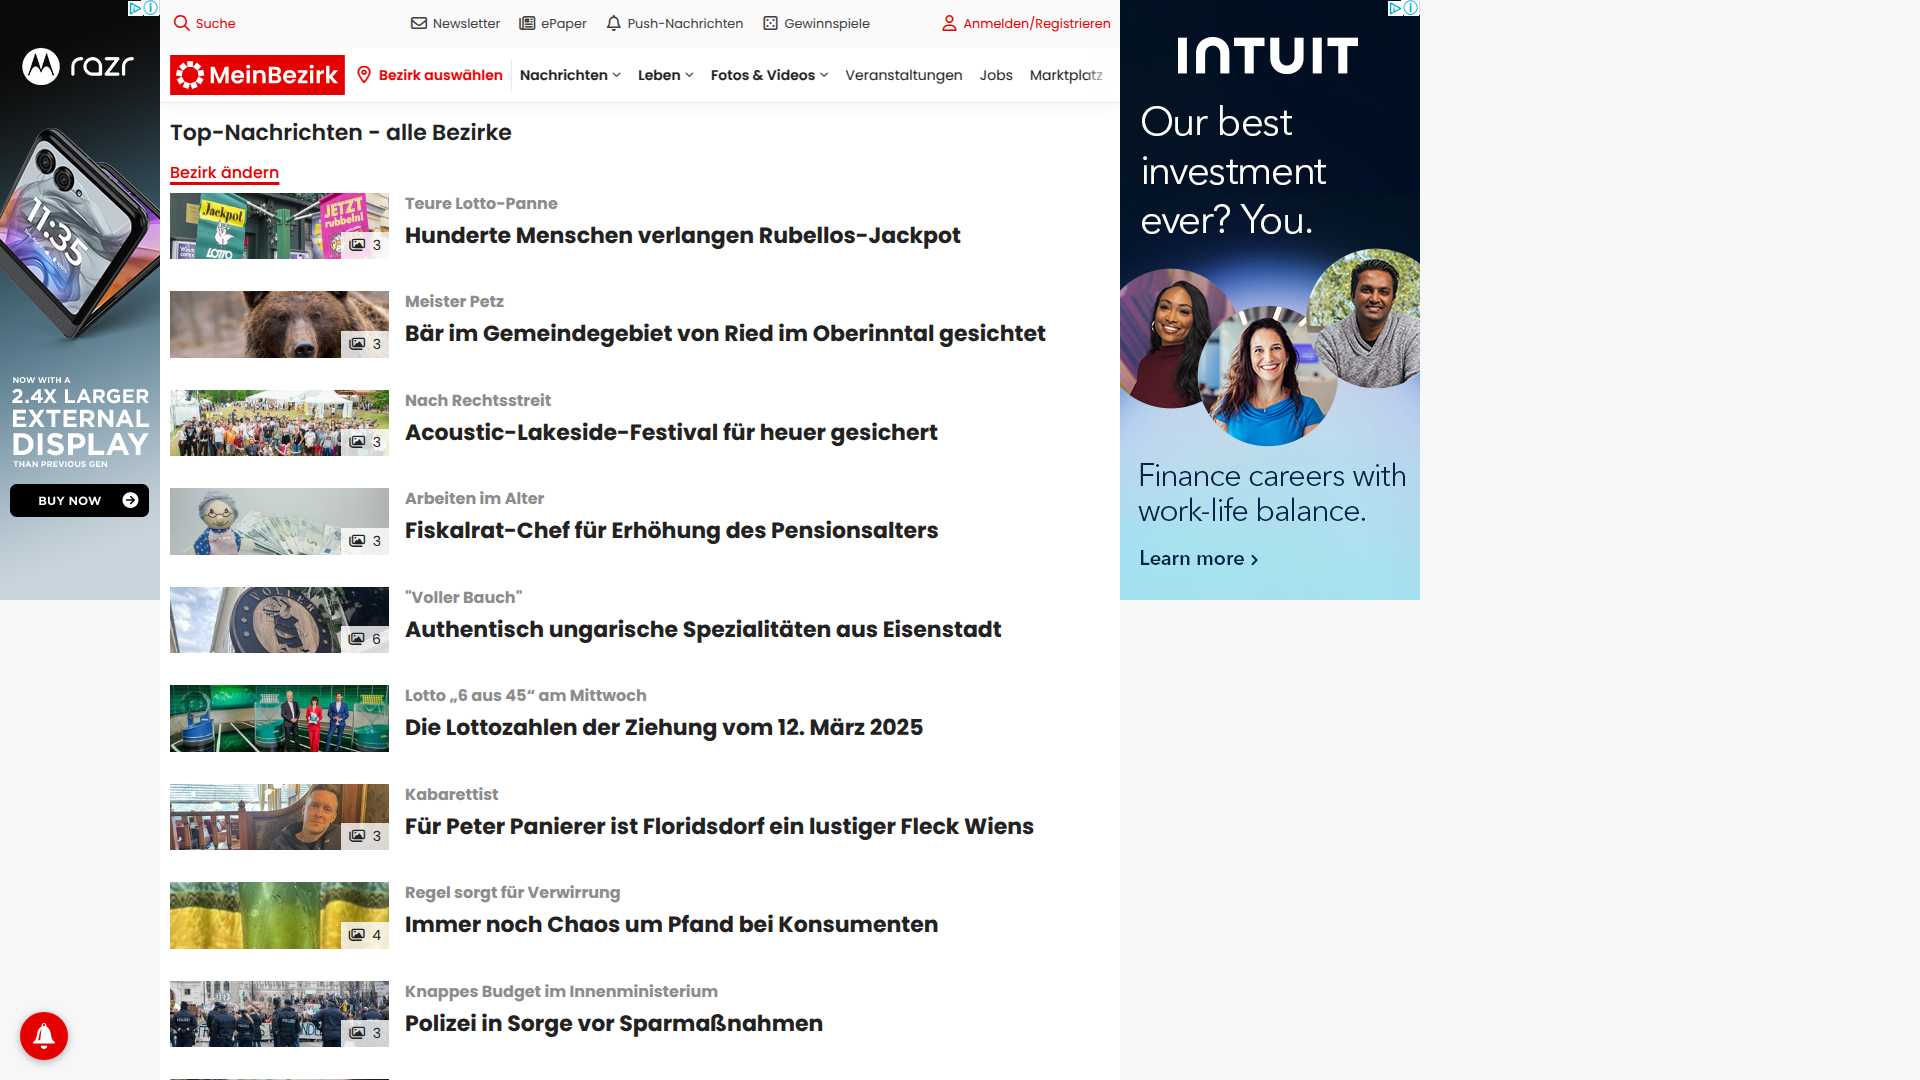 Suche
Newsletter
ePaper
Push-Nachrichten
Gewinnspiele
Anmelden/Registrieren
MeinBezirk
Bezirk auswählen
Nachrichten
Leben
Fotos & Videos
Veranstaltungen
Jobs
Marktplatz
Top-Nachrichten - alle Bezirke
Bezirk ändern
Jackpot
LOTTO
JETZT
rubbeln!
3
Teure Lotto-Panne
Hunderte Menschen verlangen Rubellos-Jackpot
3
Meister Petz
Bär im Gemeindegebiet von Ried im Oberinntal gesichtet
3
Nach Rechtsstreit
Acoustic-Lakeside-Festival für heuer gesichert
3
Arbeiten im Alter
Fiskalrat-Chef für Erhöhung des Pensionsalters
VOLLER
6
"Voller Bauch"
Authentisch ungarische Spezialitäten aus Eisenstadt
Lotto „6 aus 45“ am Mittwoch
Die Lottozahlen der Ziehung vom 12. März 2025
3
Kabarettist
Für Peter Panierer ist Floridsdorf ein lustiger Fleck Wiens
4
Regel sorgt für Verwirrung
Immer noch Chaos um Pfand bei Konsumenten
3
Knappes Budget im Innenministerium
Polizei in Sorge vor Sparmaßnahmen
razr
11:35
NOW WITH A
2.4X LARGER
EXTERNAL
DISPLAY
THAN PREVIOUS GEN
BUY NOW
INTUIT
Our best
investment
ever? You.
Finance careers with
work-life balance.
Learn more >